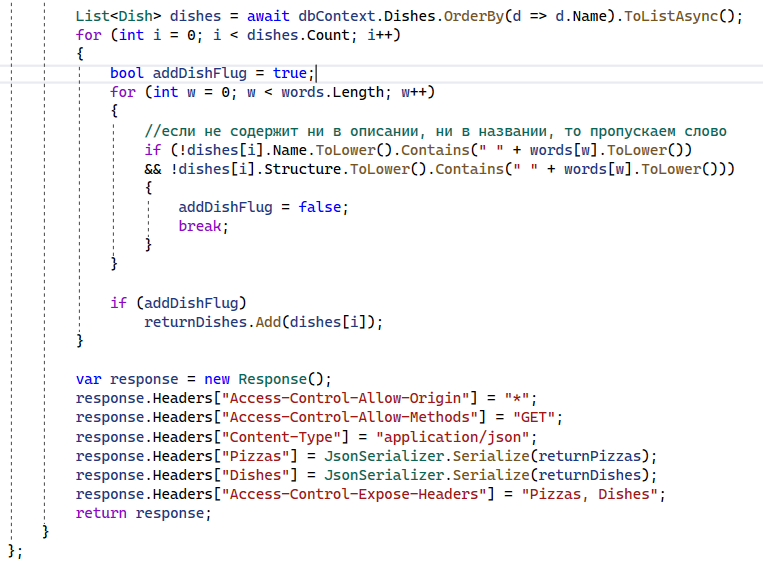 List<Dish> dishes = await dbContext.Dishes.OrderBy(d => d.Name).ToListAsync();
for (int i = 0; i < dishes.Count; i++)
{
bool addDishFlug = true;
for (int w = 0; w < words.Length; w++)
{
//если не содержит ни в описании, ни в названии, то пропускаем слово
if (!dishes[i].Name.ToLower().Contains(" " + words[w].ToLower())
&& !dishes[i].Structure.ToLower().Contains(" " + words[w].ToLower()))
{
addDishFlug = false;
break;
}
}
if (addDishFlug)
returnDishes.Add(dishes[i]);
}
var response = new Response();
response.Headers["Access-Control-Allow-Origin"] = "*";
response.Headers["Access-Control-Allow-Methods"] = "GET";
response.Headers["Content-Type"] = "application/json";
response.Headers["Pizzas"] = JsonSerializer.Serialize(returnPizzas);
response.Headers["Dishes"] = JsonSerializer.Serialize(returnDishes);
response.Headers["Access-Control-Expose-Headers"] = "Pizzas, Dishes";
return response;
}
};